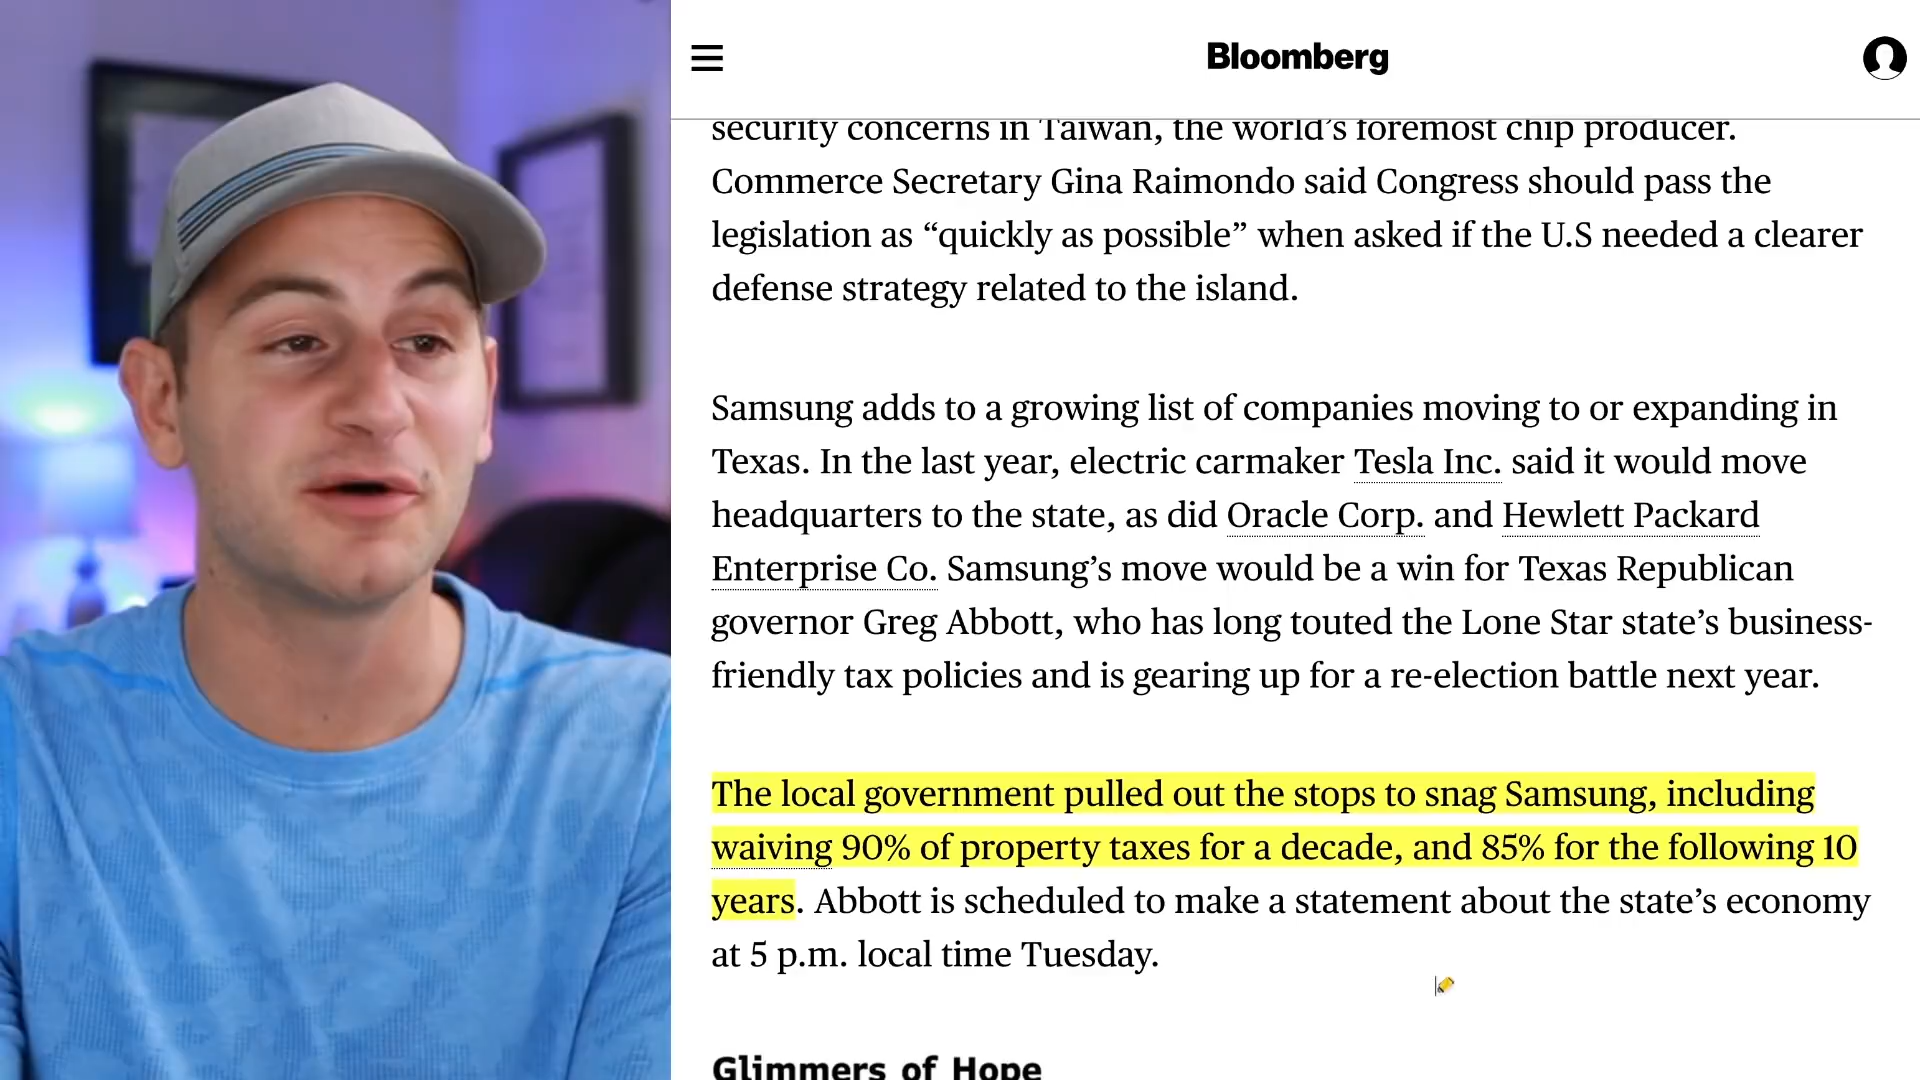 Bloomberg
security concerns in Taiwan, the world’s foremost chip producer.
Commerce Secretary Gina Raimondo said Congress should pass the
legislation as “quickly as possible” when asked if the U.S needed a clearer
defense strategy related to the island.
Samsung adds to a growing list of companies moving to or expanding in
Texas. In the last year, electric carmaker Tesla Inc. said it would move
headquarters to the state, as did Oracle Corp. and Hewlett Packard
Enterprise Co. Samsung’s move would be a win for Texas Republican
governor Greg Abbott, who has long touted the Lone Star state’s business-
friendly tax policies and is gearing up for a re-election battle next year.
The local government pulled out the stops to snag Samsung, including
waiving 90% of property taxes for a decade, and 85% for the following 10
years. Abbott is scheduled to make a statement about the state’s economy
at 5 p.m. local time Tuesday.
Glimmers of Hope